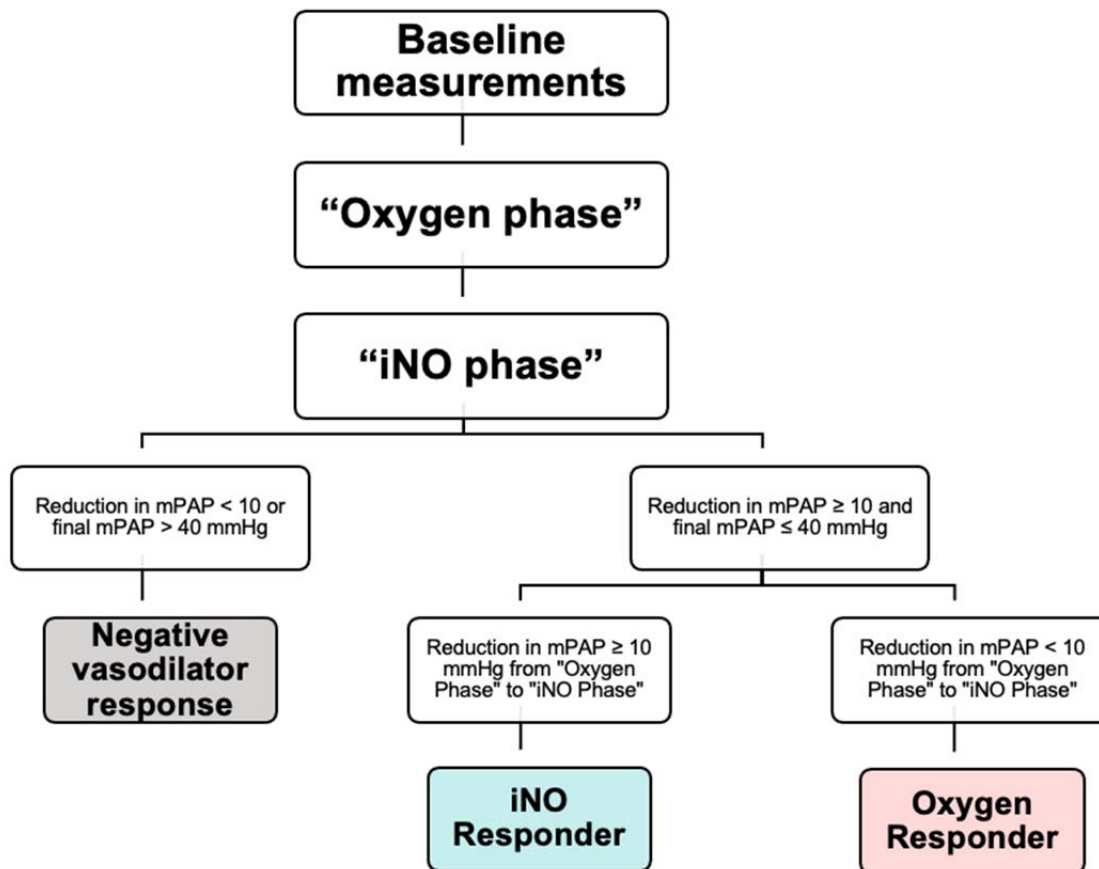 Baseline
measurements
“Oxygen phase”
“iNO phase”
Reduction in mPAP < 10 or
final mPAP > 40 mmHg
Reduction in mPAP ≥ 10 and
final mPAP ≤ 40 mmHg
Negative
vasodilator
response
Reduction in mPAP ≥ 10
mmHg from "Oxygen
Phase" to "iNO Phase"
Reduction in mPAP < 10
mmHg from "Oxygen
Phase" to "iNO Phase"
iNO
Responder
Oxygen
Responder